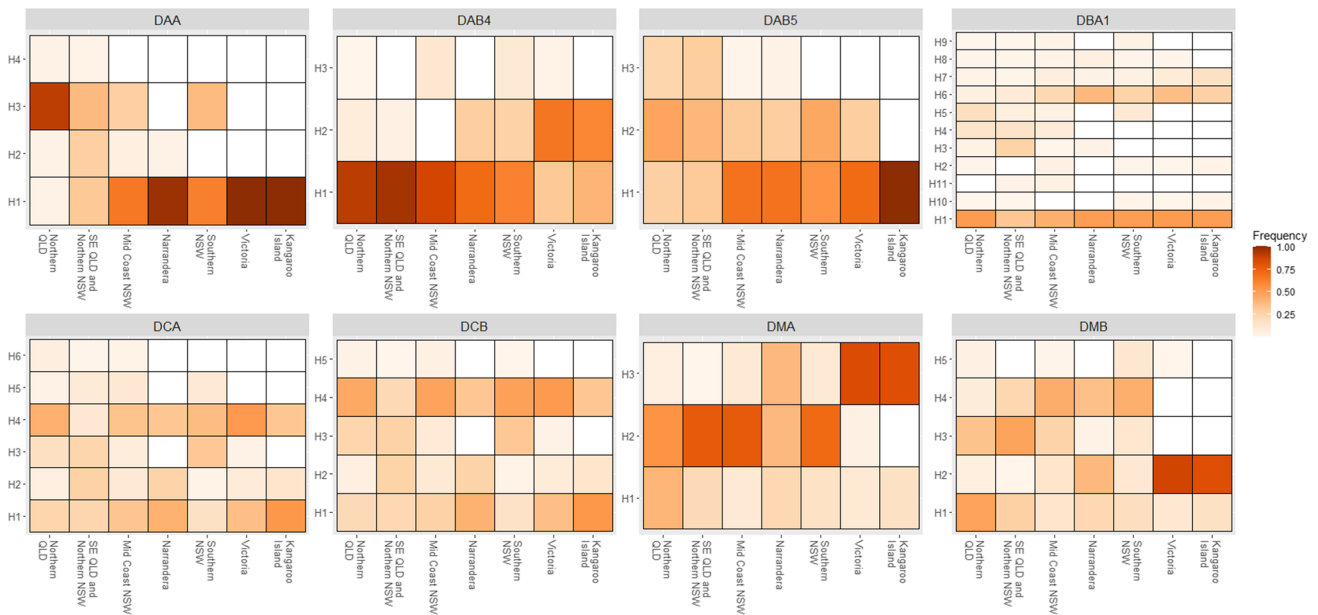 DAA
DAB4
DAB5
DBA1
H4
H3
H2
H1
Northern
QLD
SE QLD and
Northern NSW
Mid Coast NSW
Narrandera
Southern
NSW
Victoria
Kangaroo
Island
H3
H2
H1
Northern
QLD
SE QLD and
Northern NSW
Mid Coast NSW
Narrandera
Southern
NSW
Victoria
Kangaroo
Island
H3
H2
H1
Northern
QLD
SE QLD and
Northern NSW
Mid Coast NSW
Narrandera
Southern
NSW
Victoria
Kangaroo
Island
H9
H8
H7
H6
H5
H4
H3
H2
H11
H10
H1
Northern
QLD
SE QLD and
Northern NSW
Mid Coast NSW
Narrandera
Southern
NSW
Victoria
Kangaroo
Island
Frequency
1.00
0.75
0.50
0.25
DCA
DCB
DMA
DMB
H6
H5
H4
H3
H2
H1
Northern
QLD
SE QLD and
Northern NSW
Mid Coast NSW
Narrandera
Southern
NSW
Victoria
Kangaroo
Island
H5
H4
H3
H2
H1
Northern
QLD
SE QLD and
Northern NSW
Mid Coast NSW
Narrandera
Southern
NSW
Victoria
Kangaroo
Island
H3
H2
H1
Northern
QLD
SE QLD and
Northern NSW
Mid Coast NSW
Narrandera
Southern
NSW
Victoria
Kangaroo
Island
H5
H4
H3
H2
H1
Northern
QLD
SE QLD and
Northern NSW
Mid Coast NSW
Narrandera
Southern
NSW
Victoria
Kangaroo
Island